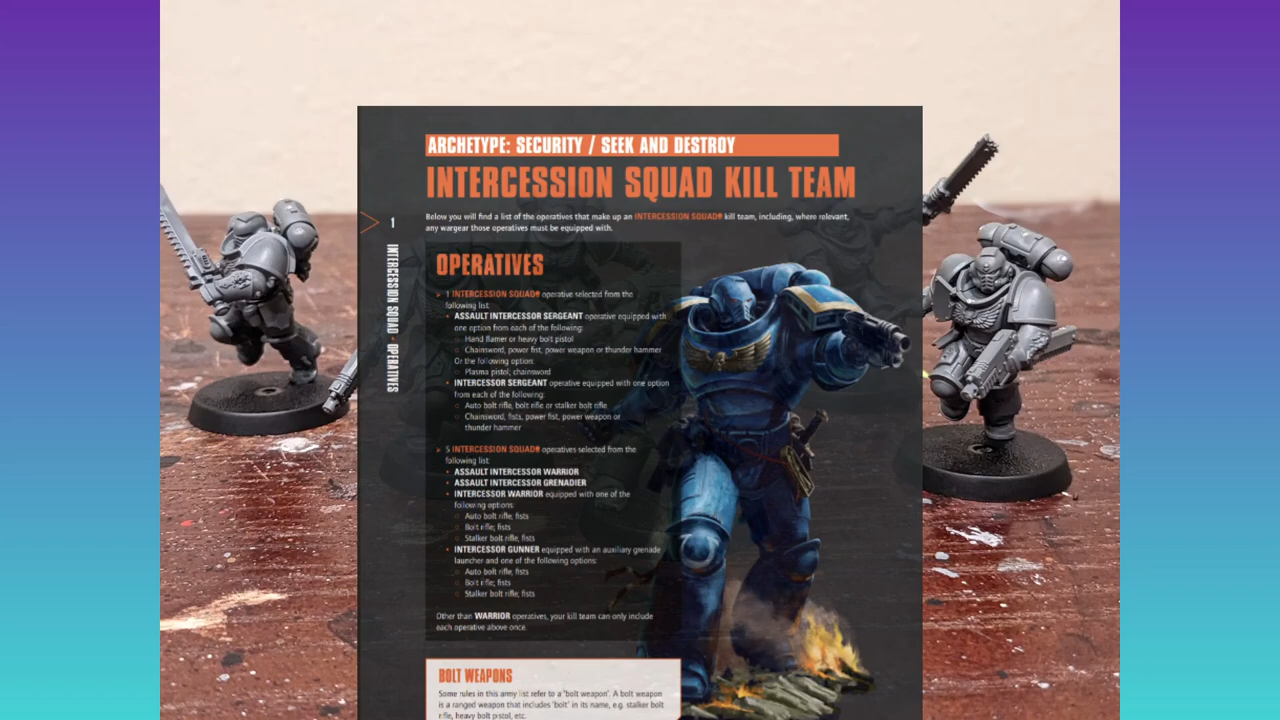 ARCHETYPE: SECURITY / SEEK AND DESTROY
INTERCESSION SQUAD KILL TEAM
Below you will find a list of the operatives that make up an INTERCESSION SQUAD kill team, including, where relevant,
any wargear those operatives must be equipped with.
1
INTERCESSION SQUAD • OPERATIVES
OPERATIVES
1 INTERCESSION SQUAD operative selected from the
following list:
ASSAULT INTERCESSOR SERGEANT operative equipped with
one option from each of the following:
Hand flamer or heavy bolt pistol
Chainsword, power fist, power weapon or thunder hammer
Or the following option:
Plasma pistol; chainsword
INTERCESSOR SERGEANT operative equipped with one option
from each of the following:
Auto bolt rifle, bolt rifle or stalker bolt rifle
Chainsword, fists, power fist, power weapon or
thunder hammer
5 INTERCESSION SQUAD operatives selected from the
following list:
ASSAULT INTERCESSOR WARRIOR
ASSAULT INTERCESSOR GRENADIER
INTERCESSOR WARRIOR equipped with one of the
following options:
Auto bolt rifle; fists
Bolt rifle; fists
Stalker bolt rifle; fists
INTERCESSOR GUNNER equipped with an auxiliary grenade
launcher and one of the following options:
Auto bolt rifle; fists
Bolt rifle; fists
Stalker bolt rifle; fists
Other than WARRIOR operatives, your kill team can only include
each operative above once.
BOLT WEAPONS
Some rules in this army list refer to a 'bolt weapon'. A bolt weapon
is a ranged weapon that includes 'bolt' in its name, e.g. stalker bolt
rifle, heavy bolt pistol, etc.